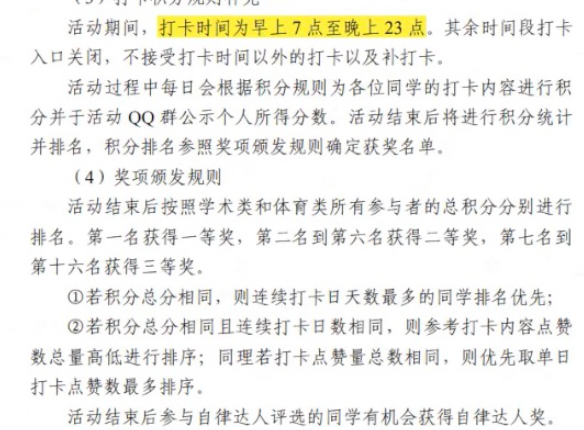 （3）打卡积分规则补充
活动期间，打卡时间为早上 7 点至晚上 23 点。其余时间段打卡
入口关闭，不接受打卡时间以外的打卡以及补打卡。
活动过程中每日会根据积分规则为各位同学的打卡内容进行积
分并于活动 QQ 群公示个人所得分数。活动结束后将进行积分统计
并排名，积分排名参照奖项颁发规则确定获奖名单。
（4）奖项颁发规则
活动结束后按照学术类和体育类所有参与者的总积分分别进行
排名。第一名获得一等奖，第二名到第六名获得二等奖，第七名到
第十六名获得三等奖。
①若积分总分相同，则连续打卡日天数最多的同学排名优先；
②若积分总分相同且连续打卡日数相同，则参考打卡内容点赞
数总量高低进行排序；同理若打卡点赞量总数相同，则优先取单日
打卡点赞数最多排序。
活动结束后参与自律达人评选的同学有机会获得自律达人奖。